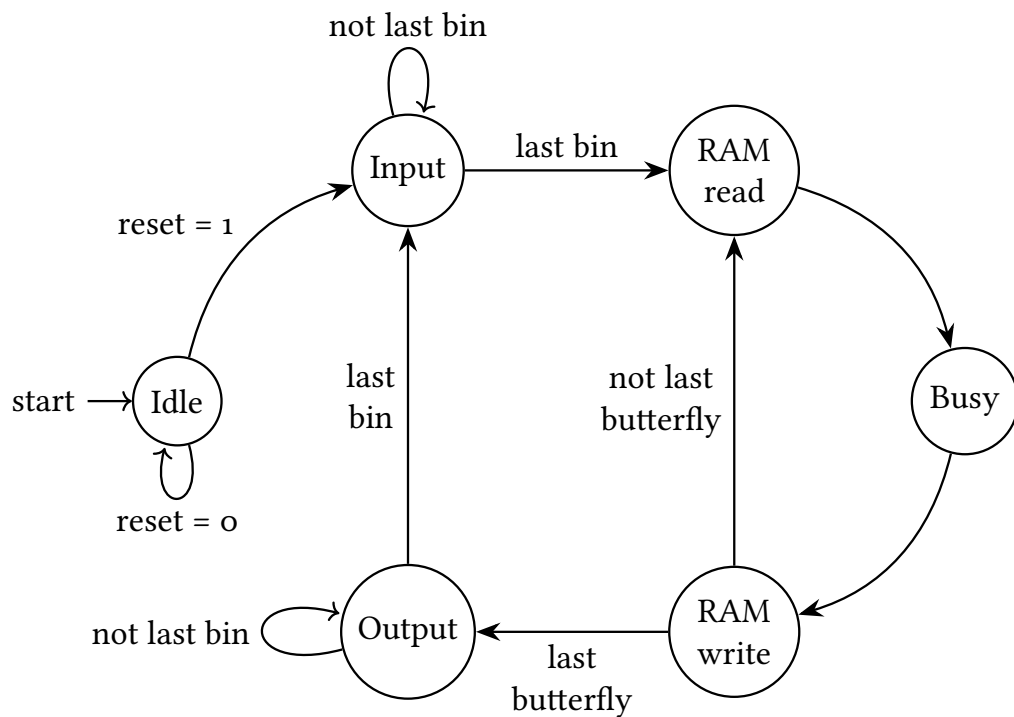 not last bin
Input
last bin
RAM
read
reset = 1
start
Idle
reset = 0
last
bin
not last
butterfly
Busy
not last bin
Output
last
butterfly
RAM
write